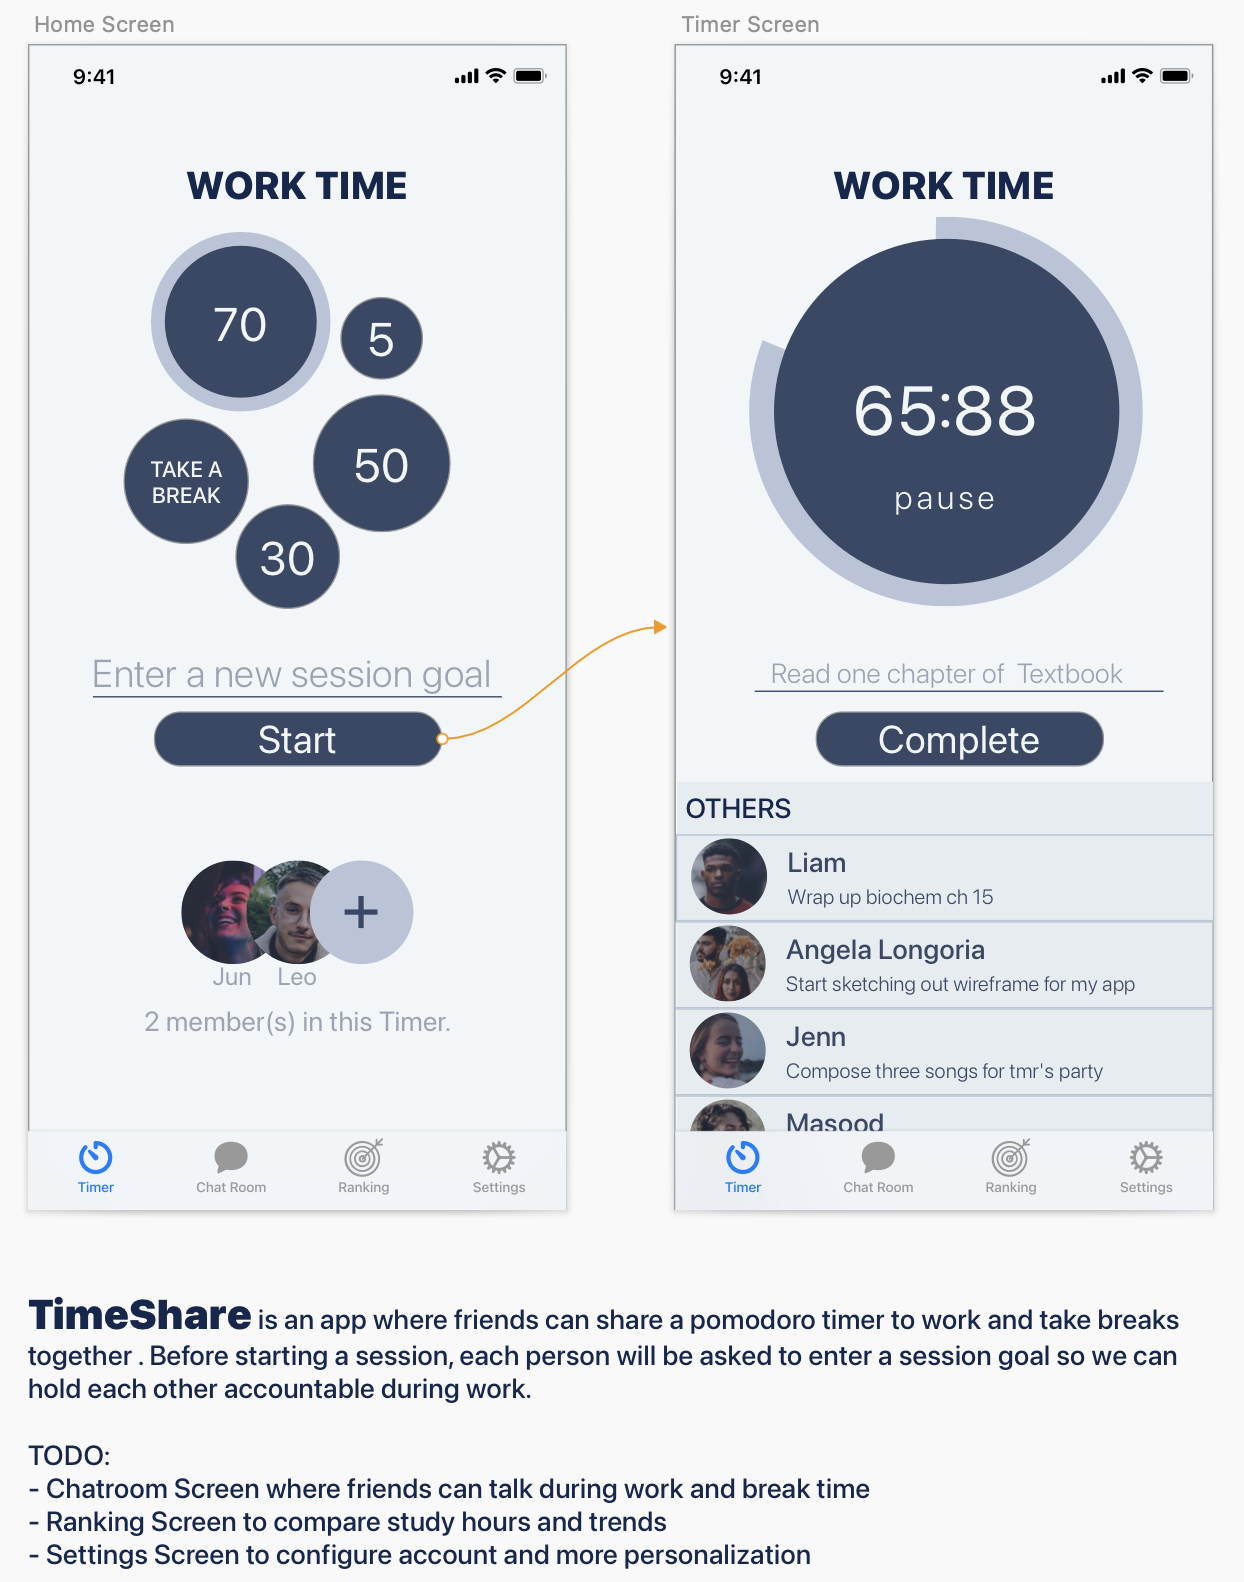 Home Screen
9:41
WORK TIME
70
5
50
TAKE A
BREAK
30
Enter a new session goal
Start
+
Jun Leo
2 member(s) in this Timer.
Timer Chat Room Ranking Settings
Timer Screen
9:41
WORK TIME
65:88
pause
Read one chapter of  Textbook
Complete
OTHERS
Liam
Wrap up biochem ch 15
Angela Longoria
Start sketching out wireframe for my app
Jenn
Compose three songs for tmr's party
Masood
Timer Chat Room Ranking Settings
TimeShare is an app where friends can share a pomodoro timer to work and take breaks
together . Before starting a session, each person will be asked to enter a session goal so we can
hold each other accountable during work.
TODO:
- Chatroom Screen where friends can talk during work and break time
- Ranking Screen to compare study hours and trends
- Settings Screen to configure account and more personalization